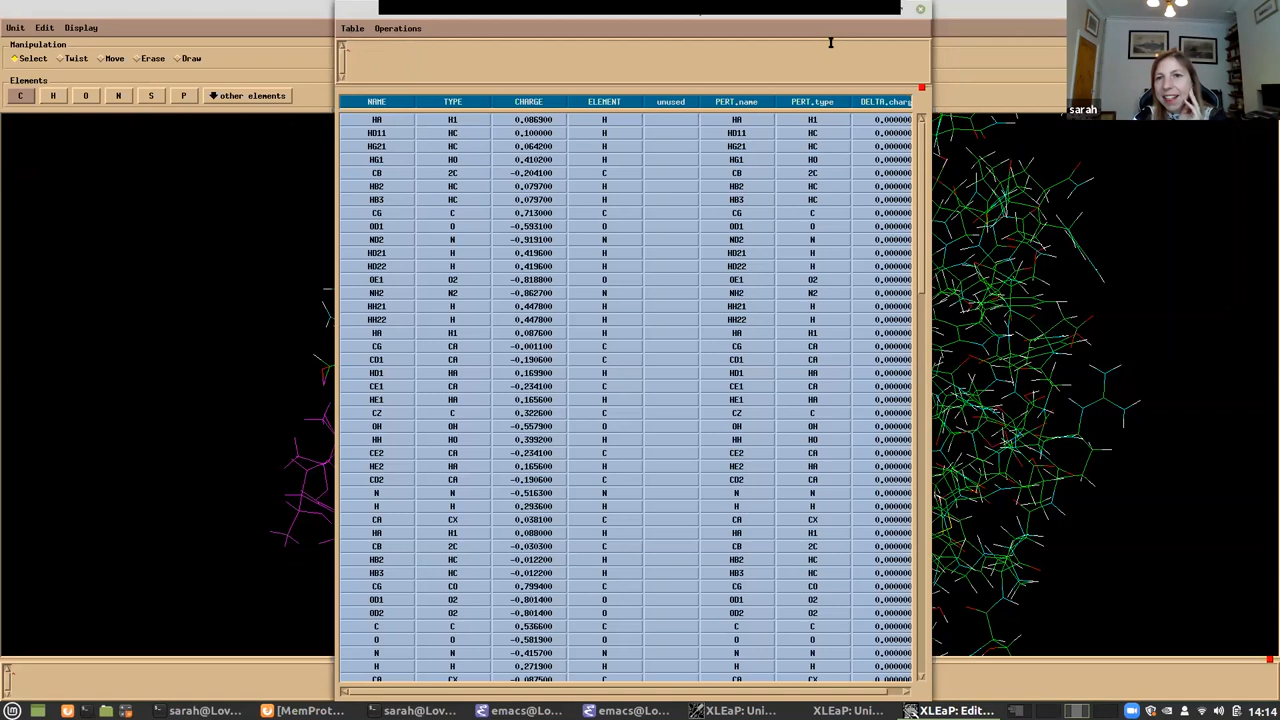 Unit Edit Display
Manipulation
Select Twist Move Erase Draw
Elements
C H O N S P other elements
Table Operations
sarah
NAME TYPE CHARGE ELEMENT unused PERT.name PERT.type DELTA.charg
HA H1 0.086900 H HA H1 0.000000
HD11 HC 0.100000 H HD11 HC 0.000000
HG21 HC 0.064200 H HG21 HC 0.000000
HG1 HO 0.410200 H HG1 HO 0.000000
CB 2C -0.204100 C CB 2C 0.000000
HB2 HC 0.079700 H HB2 HC 0.000000
HB3 HC 0.079700 H HB3 HC 0.000000
CG C 0.713000 C CG C 0.000000
OD1 O -0.593100 O OD1 O 0.000000
ND2 N -0.919100 N ND2 N 0.000000
HD21 H 0.419600 H HD21 H 0.000000
HD22 H 0.419600 H HD22 H 0.000000
OE1 O2 -0.818800 O OE1 O2 0.000000
NH2 N2 -0.862700 N NH2 N2 0.000000
HH21 H 0.447800 H HH21 H 0.000000
HH22 H 0.447800 H HH22 H 0.000000
HA H1 0.087600 H HA H1 0.000000
CG CA -0.001100 C CG CA 0.000000
CD1 CA -0.190600 C CD1 CA 0.000000
HD1 HA 0.169900 H HD1 HA 0.000000
CE1 CA -0.234100 C CE1 CA 0.000000
HE1 HA 0.165600 H HE1 HA 0.000000
CZ C 0.322600 C CZ C 0.000000
OH OH -0.557900 O OH OH 0.000000
HH HO 0.399200 H HH HO 0.000000
CE2 CA -0.234100 C CE2 CA 0.000000
HE2 HA 0.165600 H HE2 HA 0.000000
CD2 CA -0.190600 C CD2 CA 0.000000
N N -0.516300 N N N 0.000000
H H 0.293600 H H H 0.000000
CA CX 0.038100 C CA CX 0.000000
HA H1 0.088000 H HA H1 0.000000
CB 2C -0.030300 C CB 2C 0.000000
HB2 HC -0.012200 H HB2 HC 0.000000
HB3 HC -0.012200 H HB3 HC 0.000000
CG CO 0.799400 C CG CO 0.000000
OD1 O2 -0.801400 O OD1 O2 0.000000
OD2 O2 -0.801400 O OD2 O2 0.000000
C C 0.536600 C C C 0.000000
O O -0.581900 O O O 0.000000
N N -0.415700 N N N 0.000000
H H 0.271900 H H H 0.000000
CA CX -0.087500 C CA CX 0.000000
sarah@Lov... [MemProt... sarah@Lov... emacs@Lo... emacs@Lo... XLEaP: Uni... XLEaP: Uni... XLEaP: Edit... 14:14